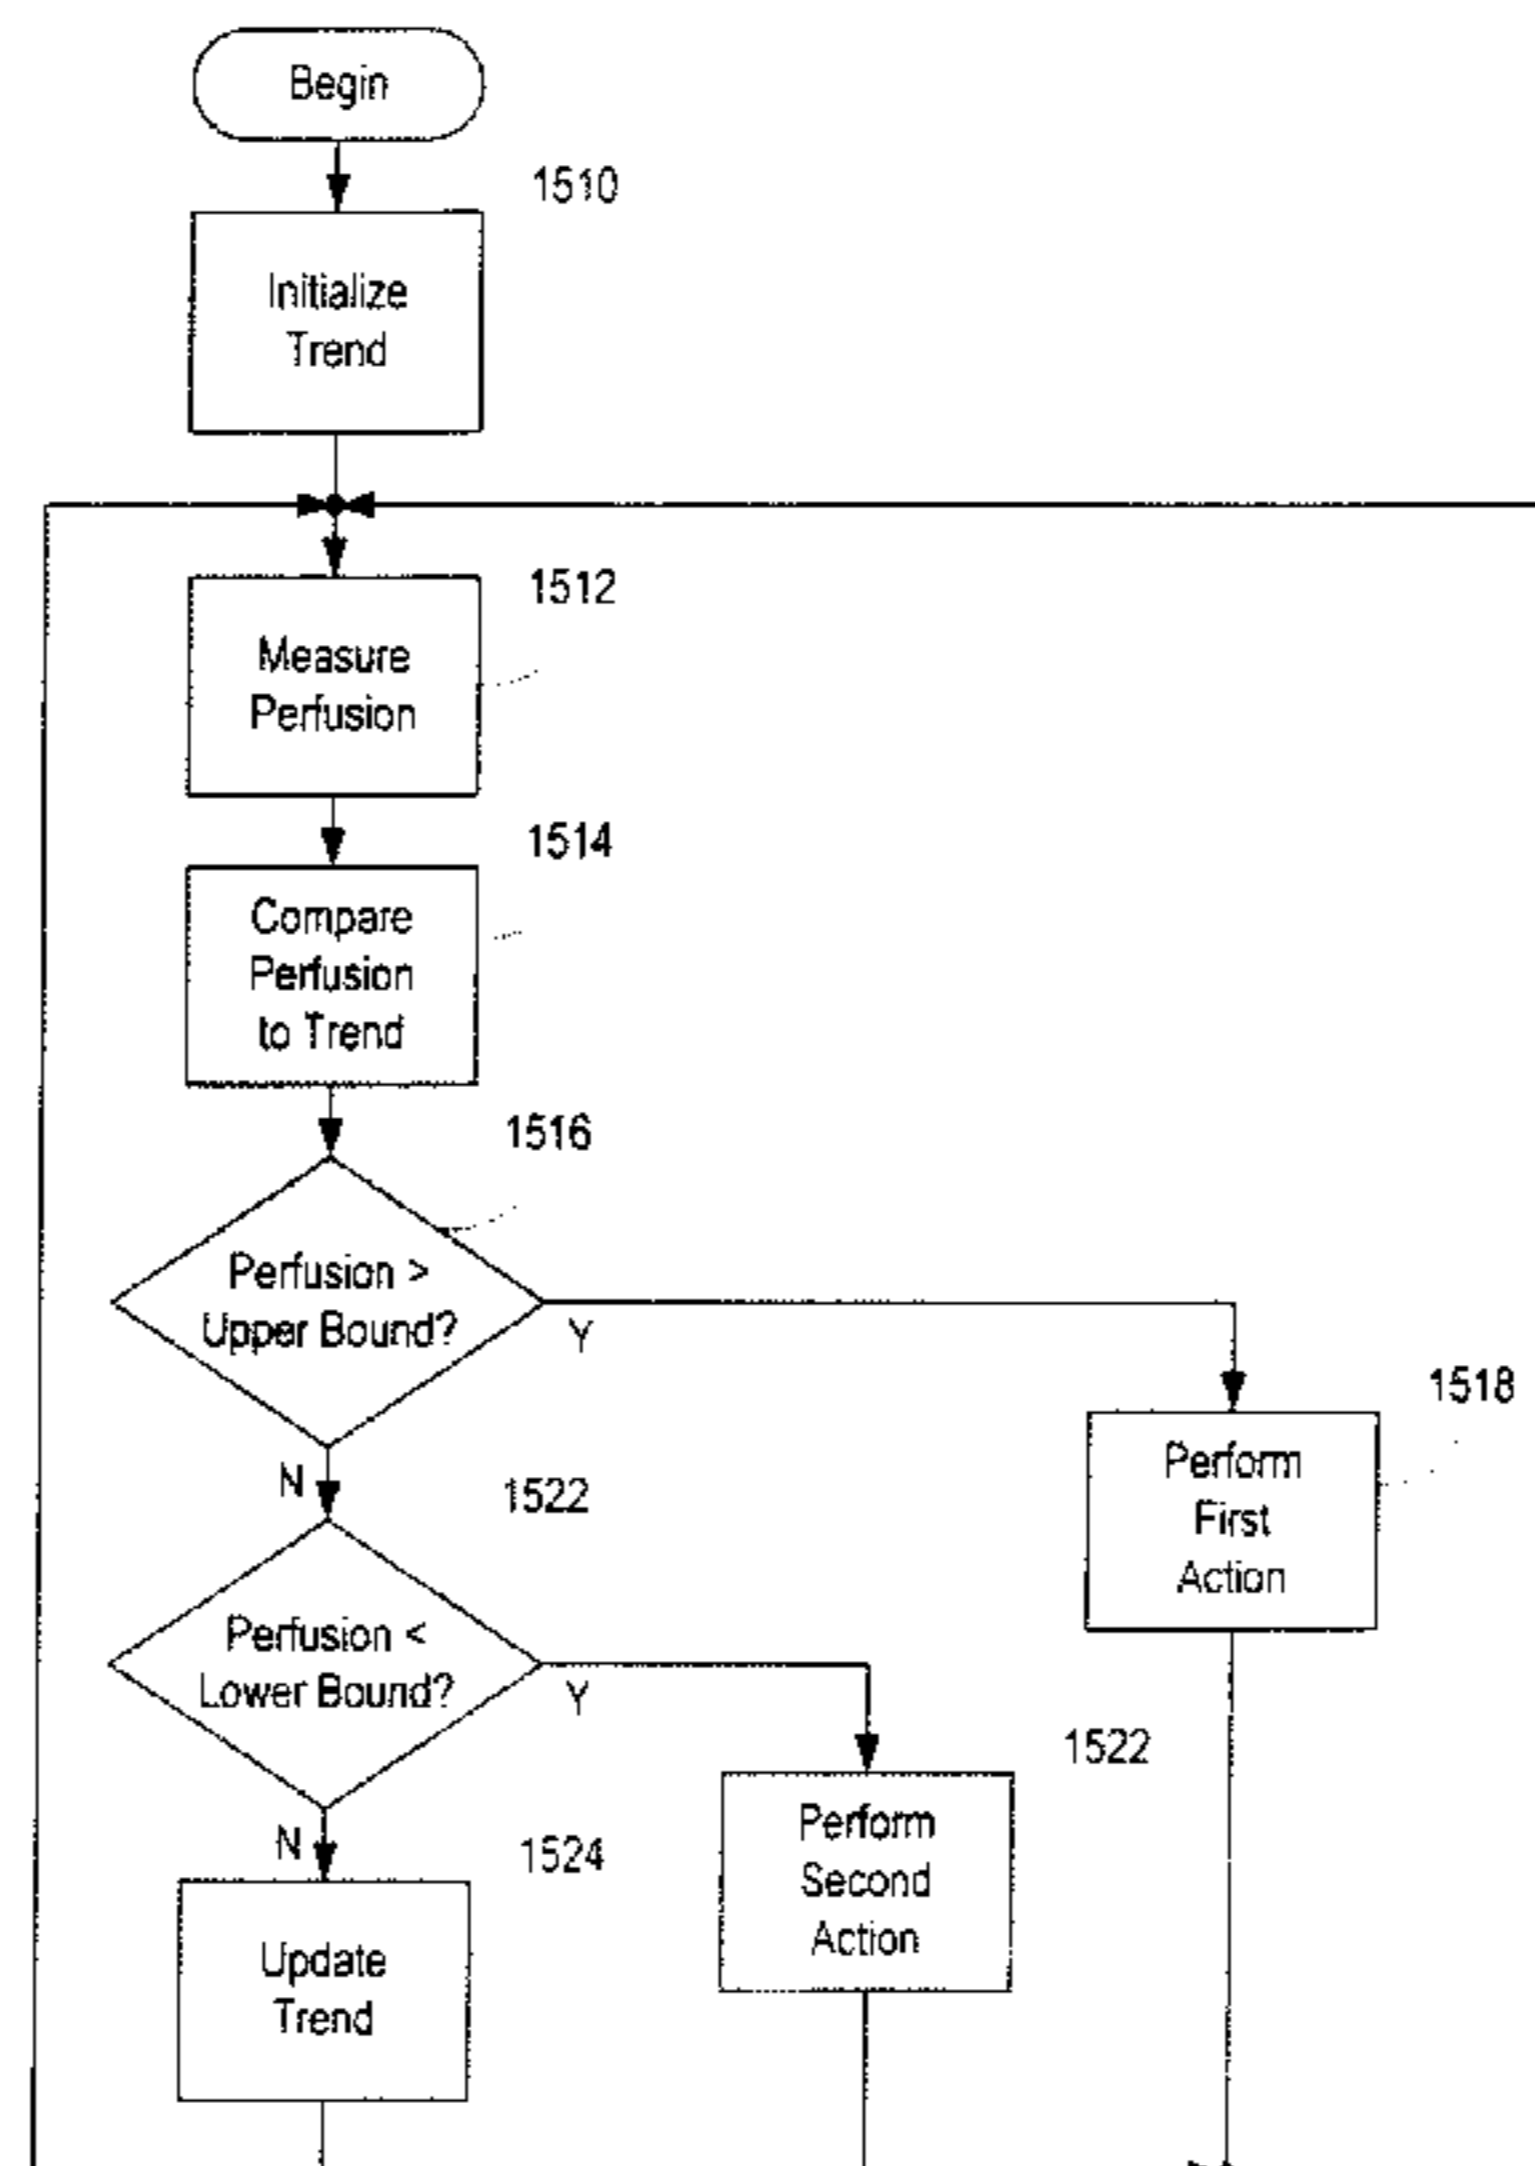 Begin
1510
Initialize
Trend
1512
Measure
Perfusion
1514
Compare
Perfusion
to Trend
1516
Perfusion >
Upper Bound?
Y
1518
Perform
First
Action
N
1522
Perfusion <
Lower Bound?
Y
1522
Perform
Second
Action
N
1524
Update
Trend